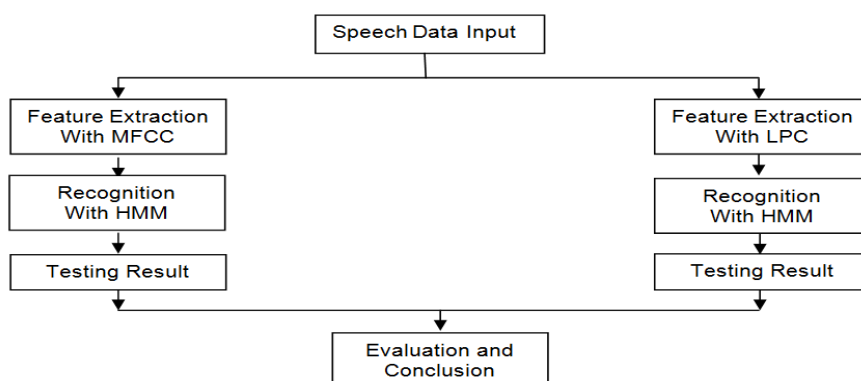 Speech Data Input
Feature Extraction
With MFCC
Feature Extraction
With LPC
Recognition
With HMM
Recognition
With HMM
Testing Result
Testing Result
Evaluation and
Conclusion